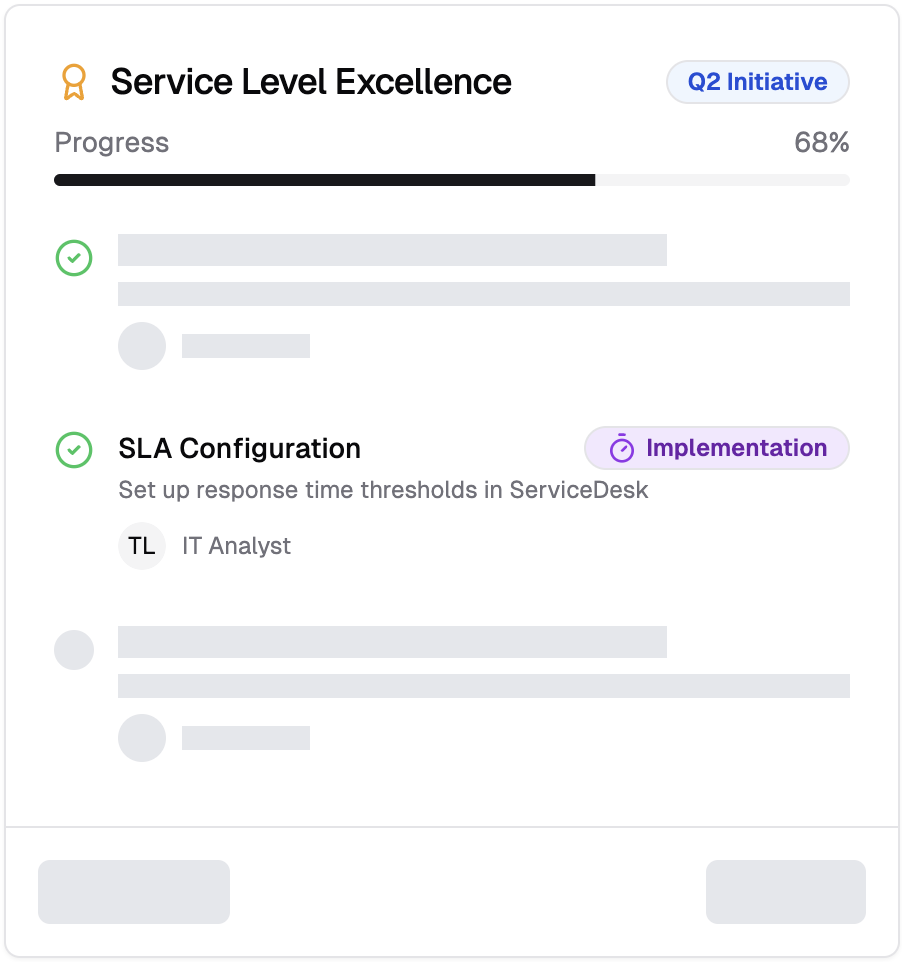 Service Level Excellence
Q2 Initiative
Progress
68%
SLA Configuration
Implementation
Set up response time thresholds in ServiceDesk
TL
IT Analyst